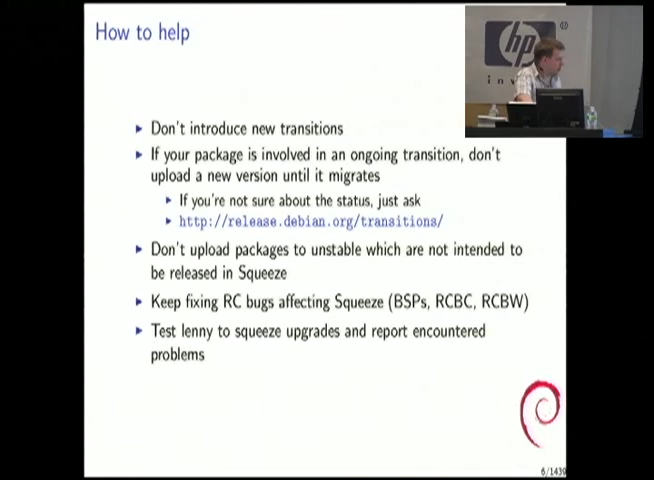 How to help
hp
®
i n v
Don't introduce new transitions
If your package is involved in an ongoing transition, don't
upload a new version until it migrates
If you're not sure about the status, just ask
http://release.debian.org/transitions/
Don't upload packages to unstable which are not intended to
be released in Squeeze
Keep fixing RC bugs affecting Squeeze (BSPs, RCBC, RCBW)
Test lenny to squeeze upgrades and report encountered
problems
6/1439